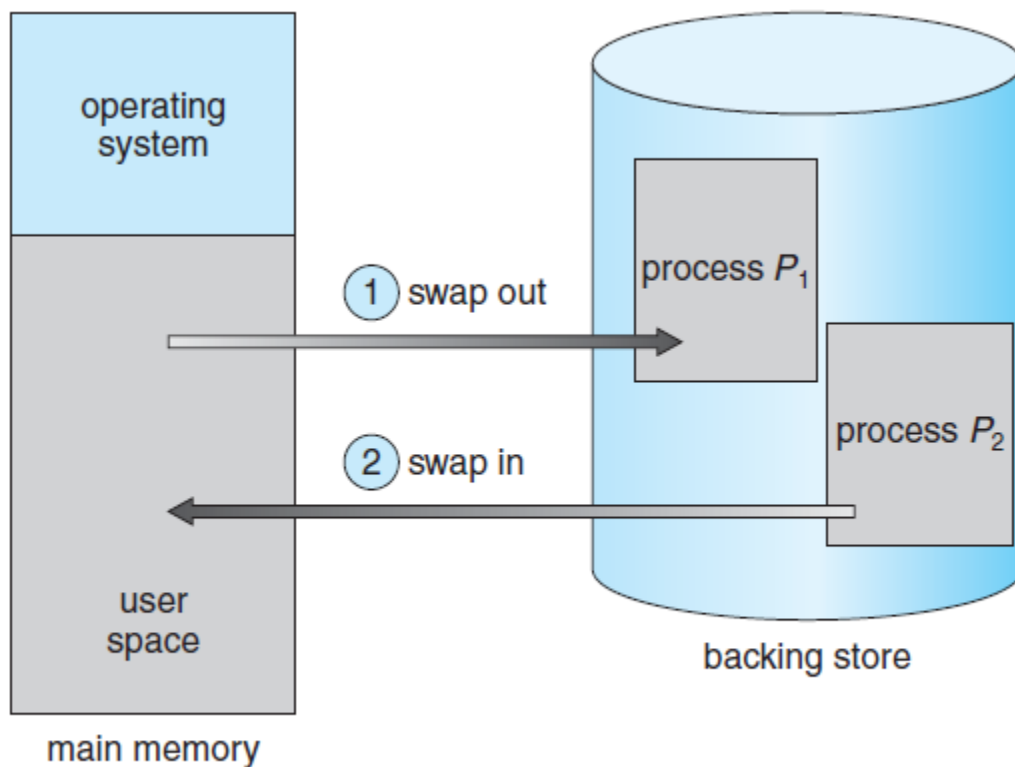 operating
system
1 swap out
process P₁
process P₂
2 swap in
user
space
backing store
main memory